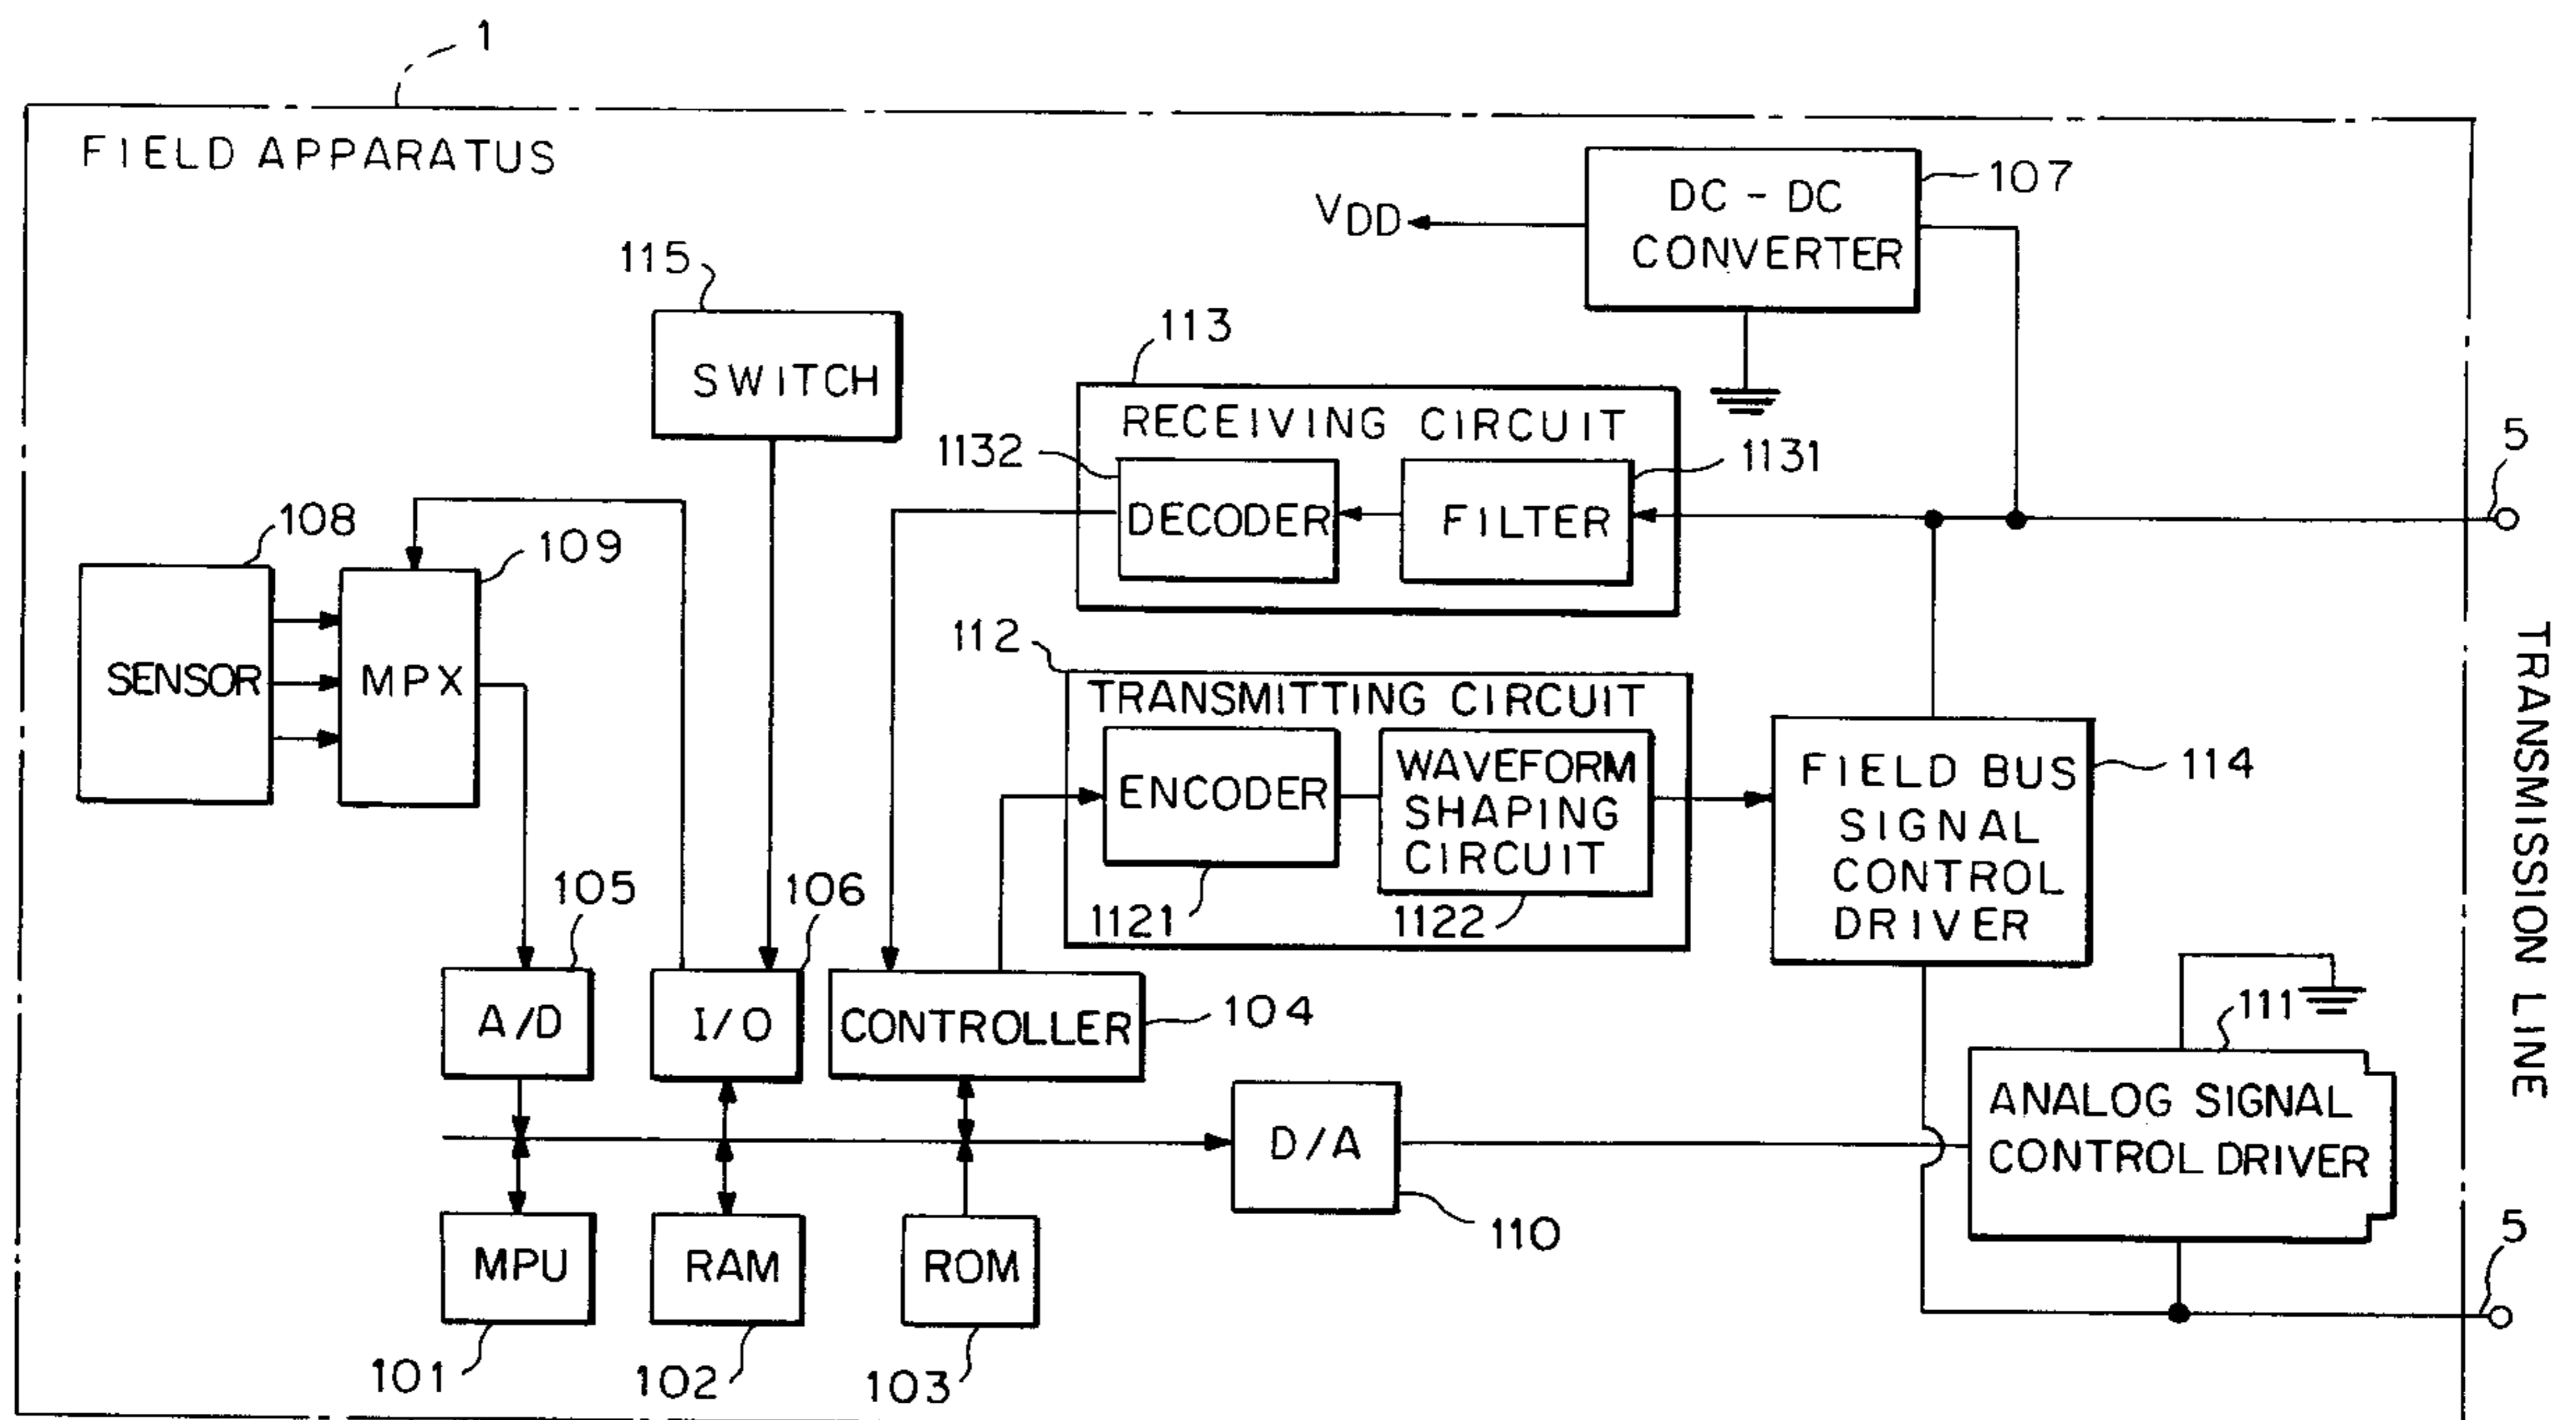 1
FIELD APPARATUS
DC - DC
CONVERTER
107
VDD
115
SWITCH
113
RECEIVING CIRCUIT
1132
DECODER
FILTER
1131
5
108
109
SENSOR
MPX
112
TRANSMITTING CIRCUIT
ENCODER
WAVEFORM
SHAPING
CIRCUIT
1121
1122
FIELD BUS
SIGNAL
CONTROL
DRIVER
114
TRANSMISSION LINE
105
106
A/D
I/O
CONTROLLER
104
111
ANALOG SIGNAL
CONTROL DRIVER
D/A
110
MPU
RAM
ROM
5
101
102
103